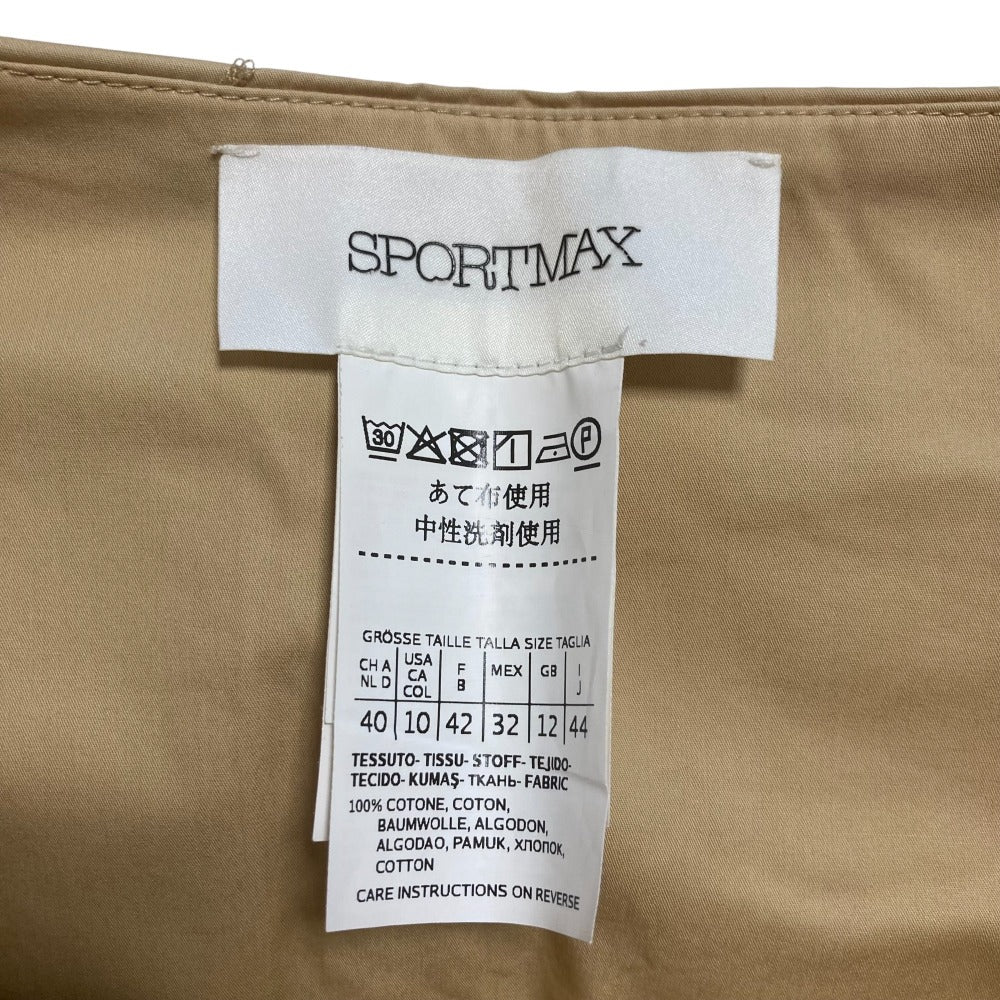 SPORTMAX
30 P
あて布使用
中性洗剤使用
GRÖSSE TAILLE TALLA SIZE TAGLIA
CH A NL D USA CA COL F B MEX GB I J
40 10 42 32 12 44
TESSUTO- TISSU- STOFF- TEJIDO-
TECIDO- KUMAŞ- ТКАНЬ- FABRIC
100% COTONE, COTON,
BAUMWOLLE, ALGODON,
ALGODAO, PAMUK, ХЛОПОК,
COTTON
CARE INSTRUCTIONS ON REVERSE